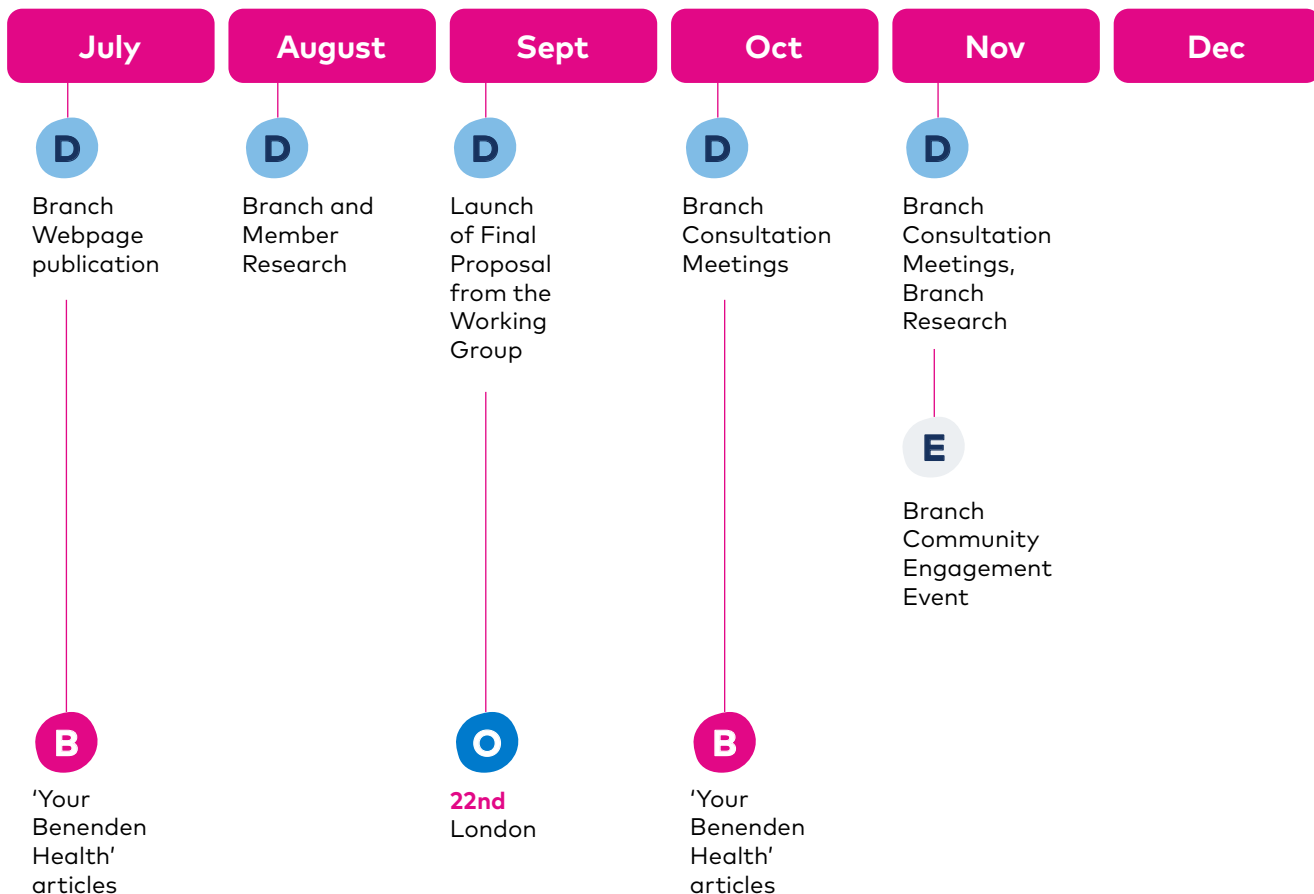 July
August
Sept
Oct
Nov
Dec
D
Branch
Webpage
publication
D
Branch and
Member
Research
D
Launch
of Final
Proposal
from the
Working
Group
D
Branch
Consultation
Meetings
D
Branch
Consultation
Meetings,
Branch
Research
E
Branch
Community
Engagement
Event
B
‘Your
Benenden
Health’
articles
O
22nd
London
B
‘Your
Benenden
Health’
articles